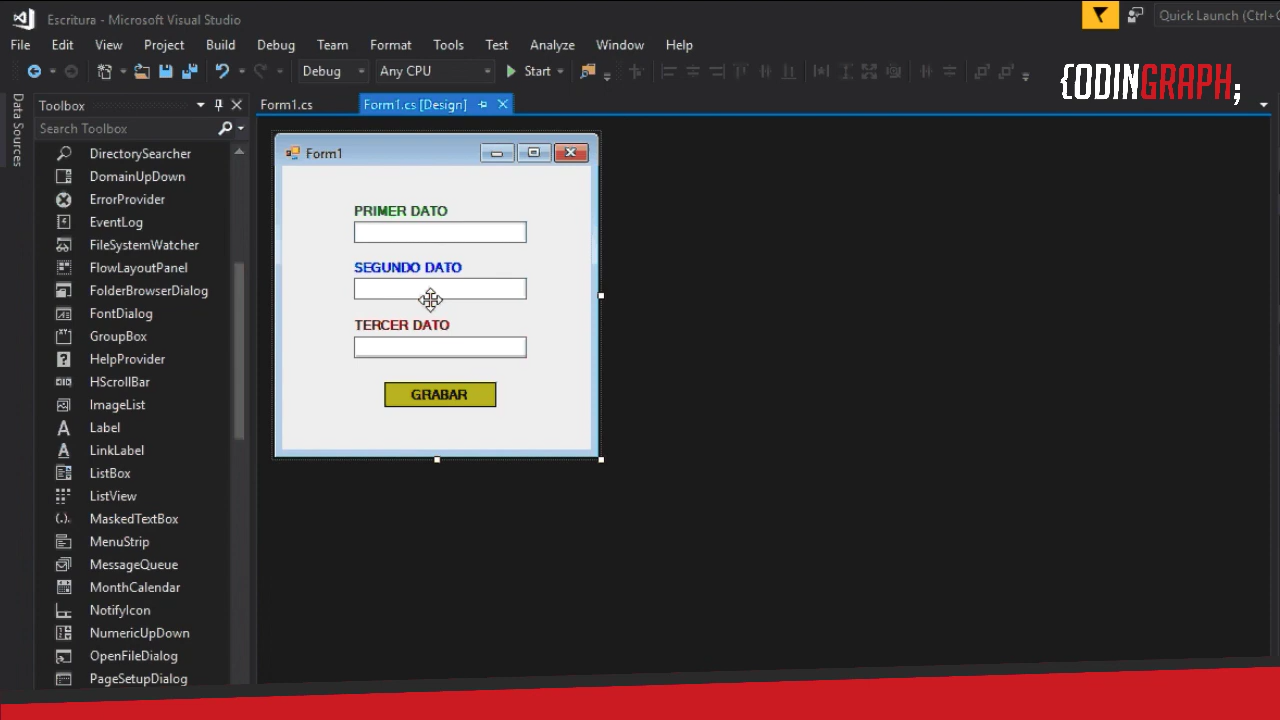 Escritura - Microsoft Visual Studio
Quick Launch (Ctrl+
File Edit View Project Build Debug Team Format Tools Test Analyze Window Help
Debug Any CPU Start
{CODINGRAPH;
Data Sources
Toolbox
Form1.cs Form1.cs [Design]
Search Toolbox
DirectorySearcher
DomainUpDown
ErrorProvider
EventLog
FileSystemWatcher
FlowLayoutPanel
FolderBrowserDialog
FontDialog
GroupBox
HelpProvider
HScrollBar
ImageList
Label
LinkLabel
ListBox
ListView
MaskedTextBox
MenuStrip
MessageQueue
MonthCalendar
NotifyIcon
NumericUpDown
OpenFileDialog
PageSetupDialog
Form1
PRIMER DATO
SEGUNDO DATO
TERCER DATO
GRABAR